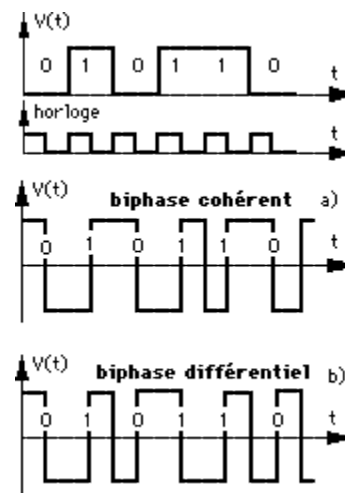 V(t)
0 1 0 1 1 0 t
horloge
t
V(t)
biphase cohérent a)
0 1 0 1 1 0 t
V(t)
biphase différentiel b)
0 1 0 1 1 0 t